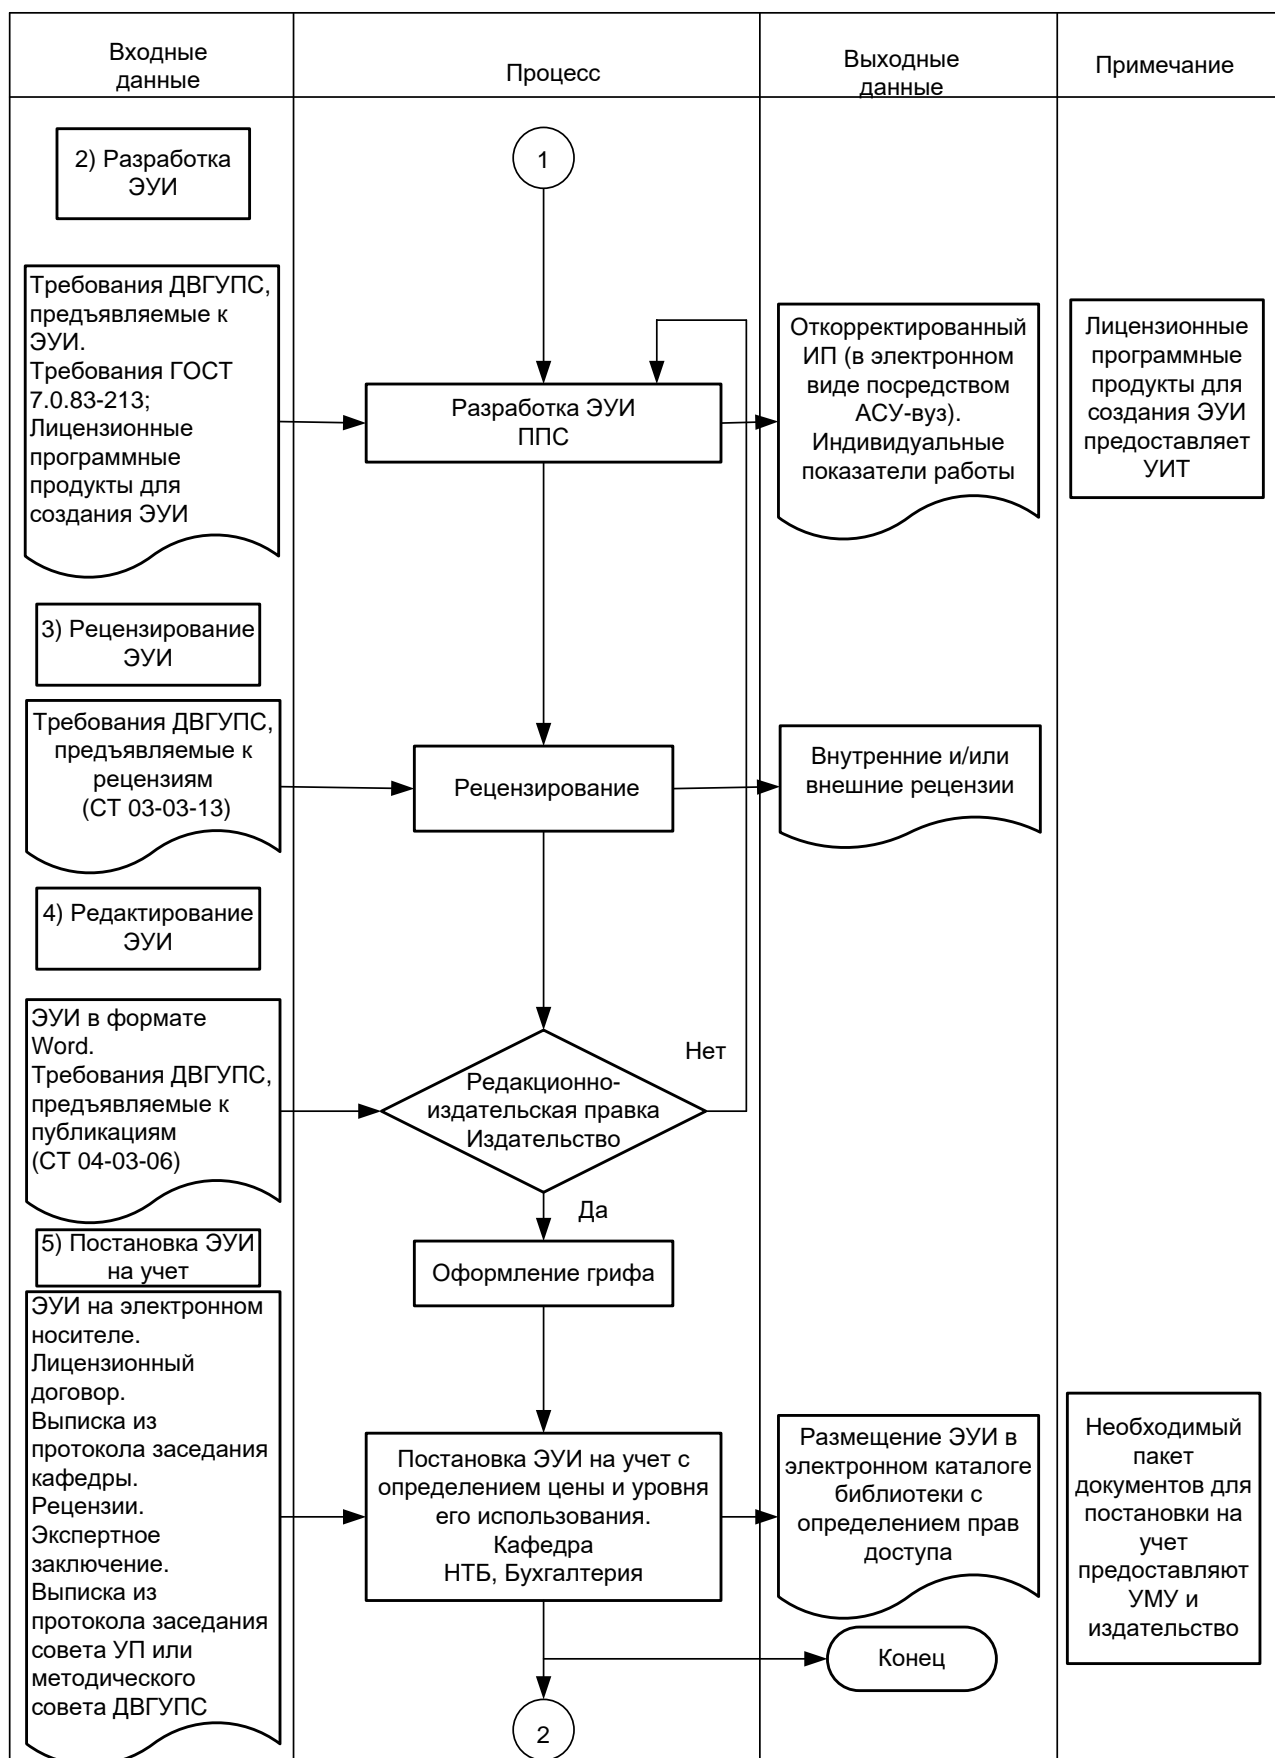 Входные
данные
Процесс
Выходные
данные
Примечание
2) Разработка
ЭУИ
1
Требования ДВГУПС,
предъявляемые к
ЭУИ.
Требования ГОСТ
7.0.83-213;
Лицензионные
программные
продукты для
создания ЭУИ
Разработка ЭУИ
ППС
Откорректированный
ИП (в электронном
виде посредством
АСУ-вуз).
Индивидуальные
показатели работы
Лицензионные
программные
продукты для
создания ЭУИ
предоставляет
УИТ
3) Рецензирование
ЭУИ
Требования ДВГУПС,
предъявляемые к
рецензиям
(СТ 03-03-13)
Рецензирование
Внутренние и/или
внешние рецензии
4) Редактирование
ЭУИ
ЭУИ в формате
Word.
Требования ДВГУПС,
предъявляемые к
публикациям
(СТ 04-03-06)
Редакционно-
издательская правка
Издательство
Нет
Да
5) Постановка ЭУИ
на учет
Оформление грифа
ЭУИ на электронном
носителе.
Лицензионный
договор.
Выписка из
протокола заседания
кафедры.
Рецензии.
Экспертное
заключение.
Выписка из
протокола заседания
совета УП или
методического
совета ДВГУПС
Постановка ЭУИ на учет с
определением цены и уровня
его использования.
Кафедра
НТБ, Бухгалтерия
Размещение ЭУИ в
электронном каталоге
библиотеки с
определением прав
доступа
Необходимый
пакет
документов для
постановки на
учет
предоставляют
УМУ и
издательство
Конец
2